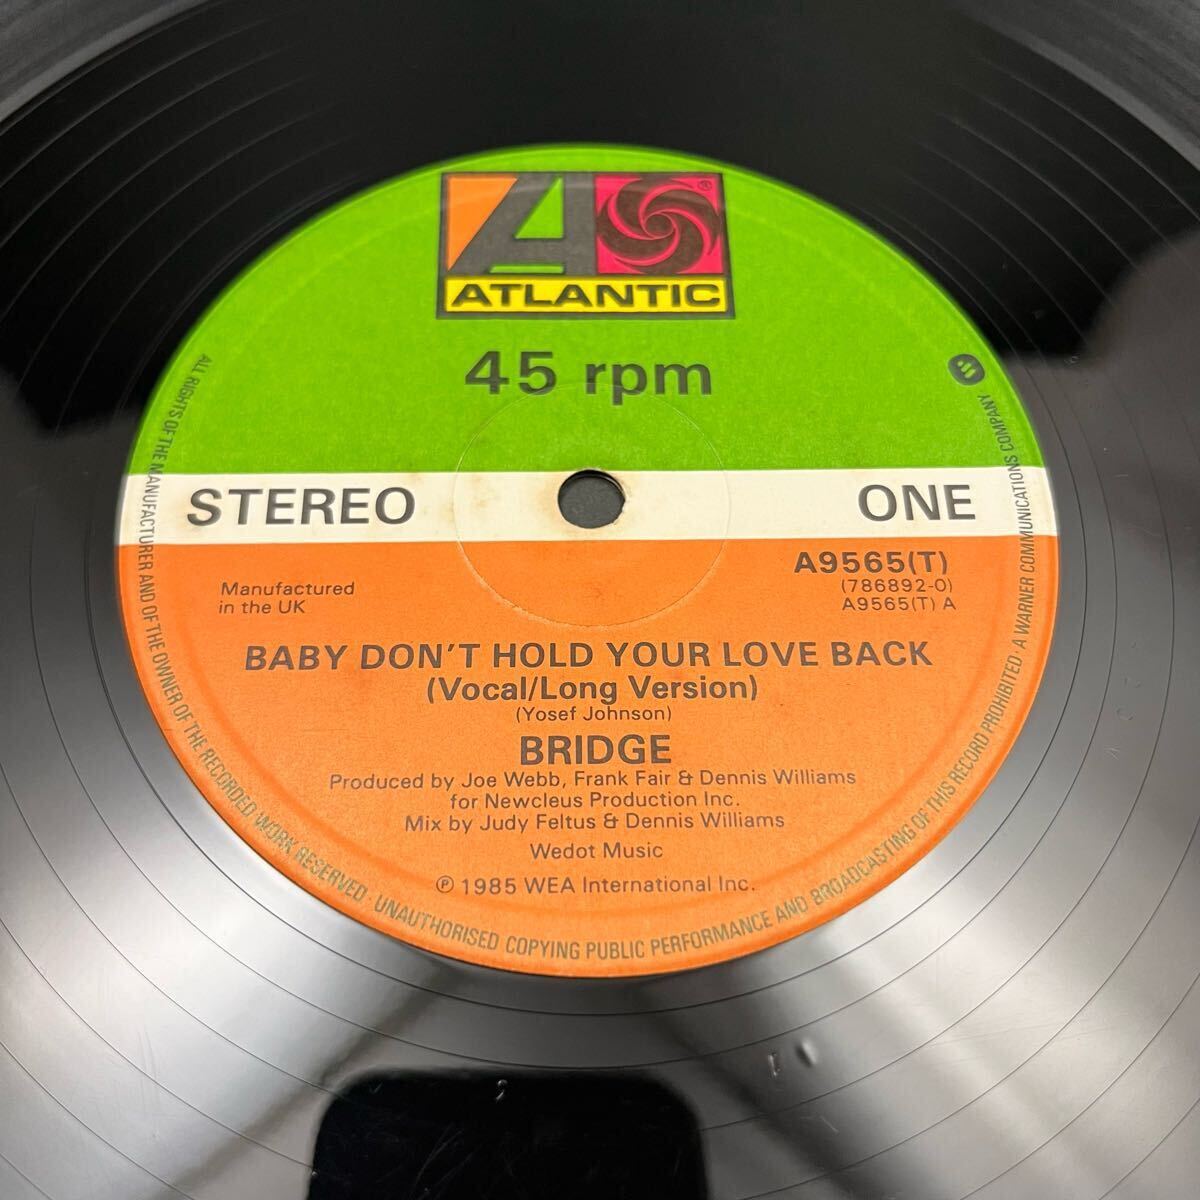 ATLANTIC
®
45 rpm
STEREO
ONE
A9565(T)
(786892-0)
A9565(T) A
Manufactured
in the UK
BABY DON'T HOLD YOUR LOVE BACK
(Vocal/Long Version)
(Yosef Johnson)
BRIDGE
Produced by Joe Webb, Frank Fair & Dennis Williams
for Newcleus Production Inc.
Mix by Judy Feltus & Dennis Williams
Wedot Music
℗ 1985 WEA International Inc.
ALL RIGHTS OF THE MANUFACTURER AND OF THE OWNER OF THE RECORDED WORK RESERVED · UNAUTHORISED COPYING PUBLIC PERFORMANCE AND BROADCASTING OF THIS RECORD PROHIBITED · A WARNER COMMUNICATIONS COMPANY